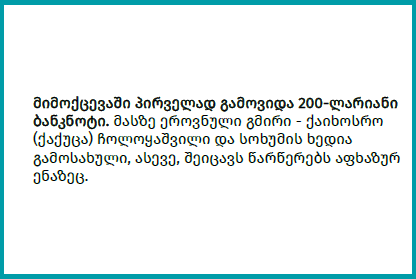 მიმოქცევაში პირველად გამოვიდა 200-ლარიანი
ბანკნოტი. მასზე ეროვნული გმირი - ქაიხოსრო
(ქაქუცა) ჩოლოყაშვილი და სოხუმის ხედია
გამოსახული, ასევე, შეიცავს წარწერებს აფხაზურ
ენაზეც.